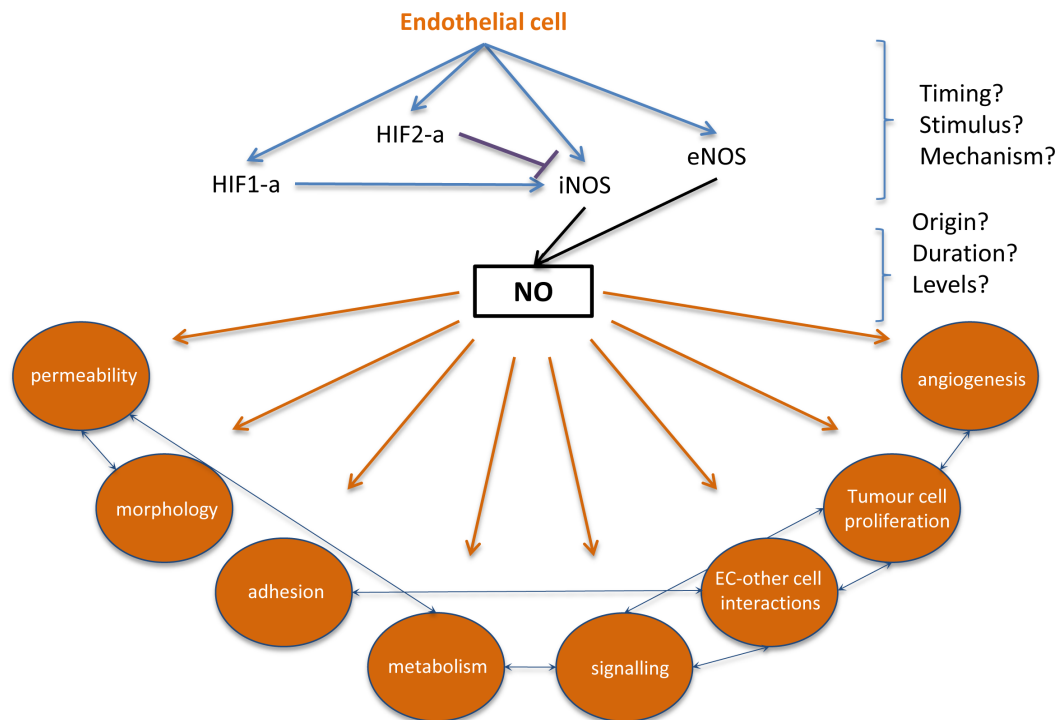 Endothelial cell
HIF2-a
HIF1-a
iNOS
eNOS
Timing?
Stimulus?
Mechanism?
Origin?
Duration?
Levels?
NO
permeability
morphology
adhesion
metabolism
signalling
EC-other cell
interactions
Tumour cell
proliferation
angiogenesis